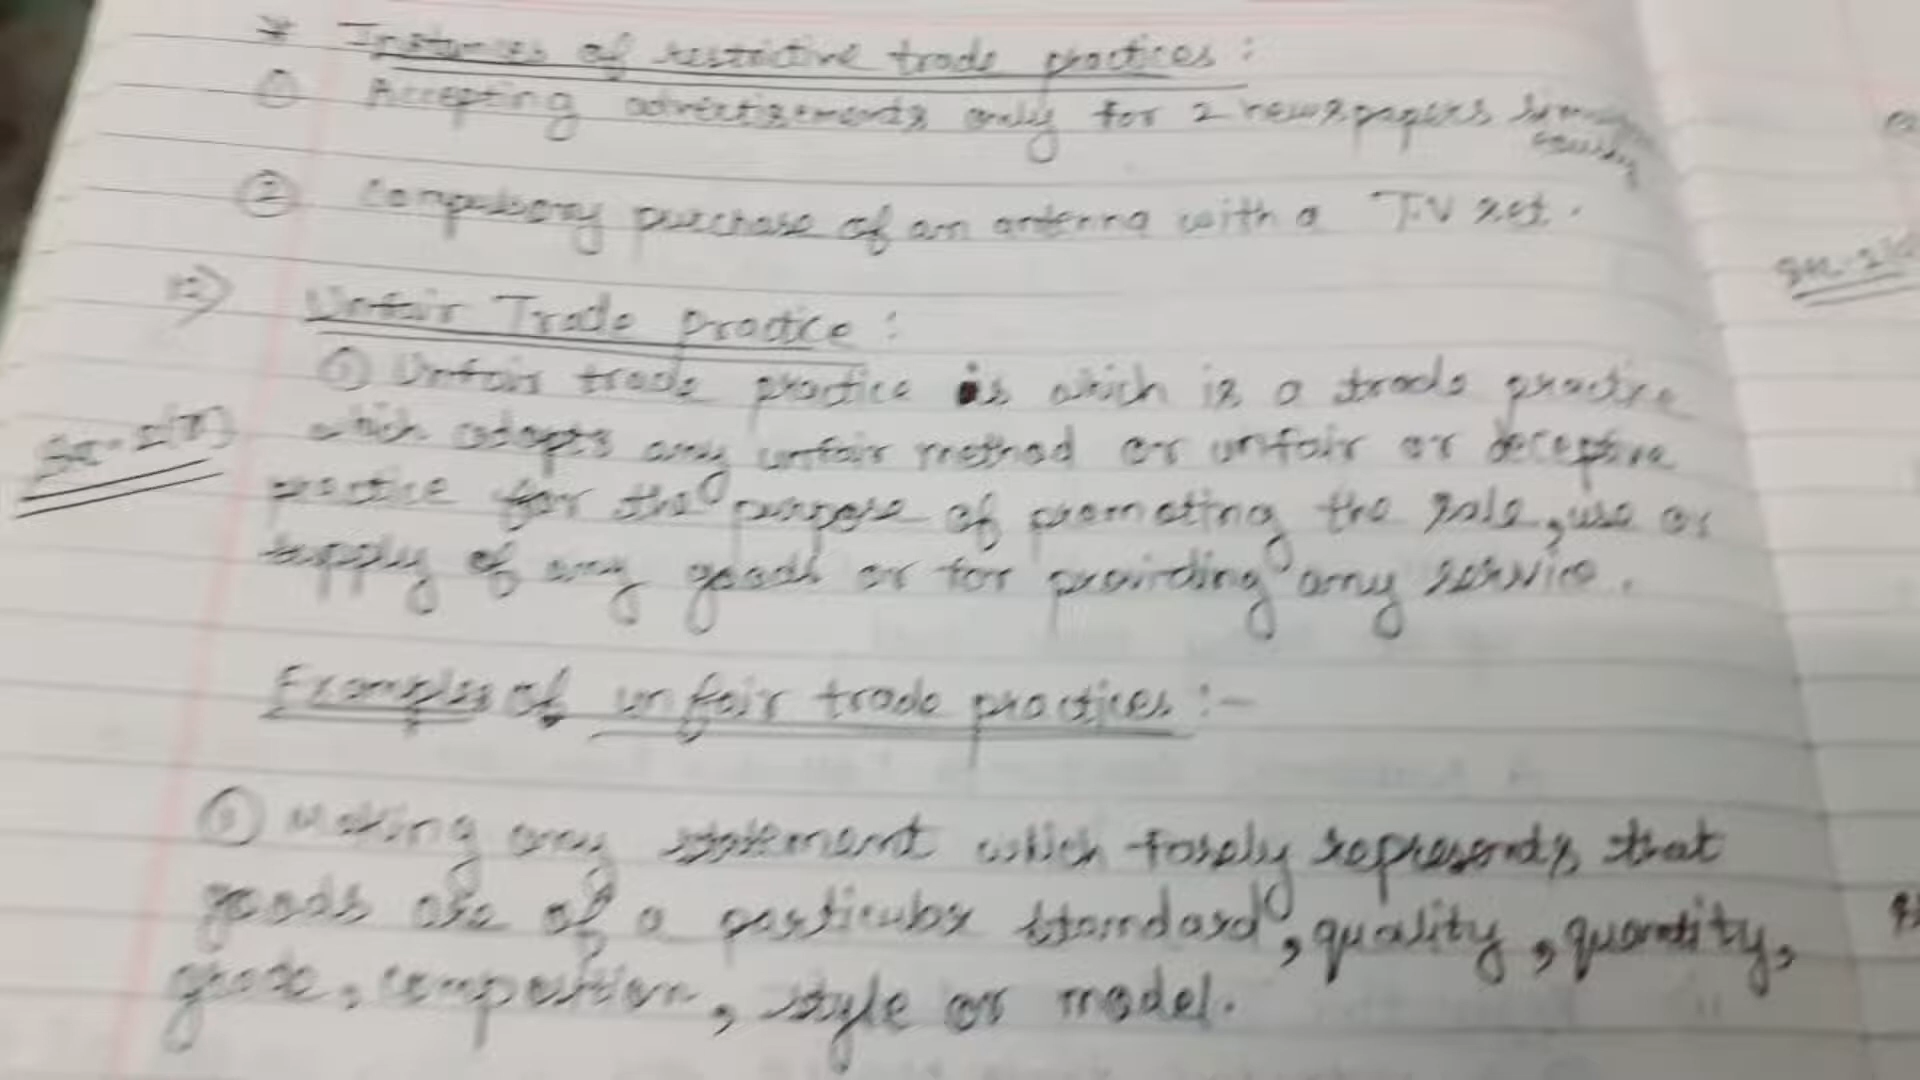 * Instances of restrictive trade practices :
① Accepting advertisements only for 2 newspapers
② Compulsory purchase of an antenna with a T.V set.
12) Unfair Trade practice :
① Unfair trade practice is which is a trade practice
which adopts any unfair method or unfair or deceptive
practice for the purpose of promoting the sale, use or
supply of any goods or for providing any service.
Examples of unfair trade practices :-
① Making any statement which fasely represents that
goods are of a particular standard, quality, quantity,
grade, composition, style or model.